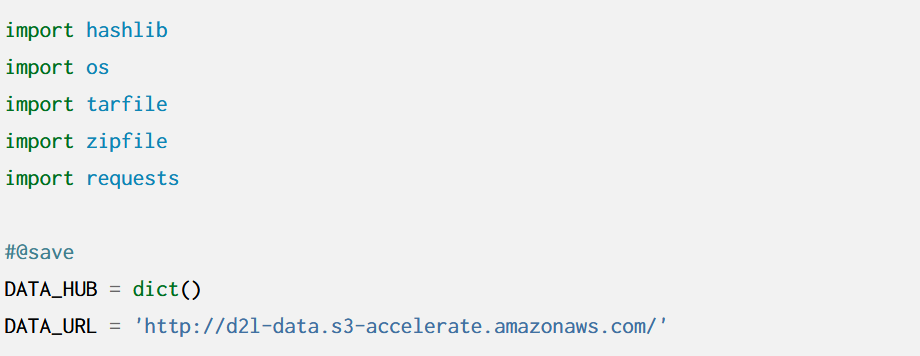 import hashlib
import os
import tarfile
import zipfile
import requests
#@save
DATA_HUB = dict()
DATA_URL = 'http://d2l-data.s3-accelerate.amazonaws.com/'